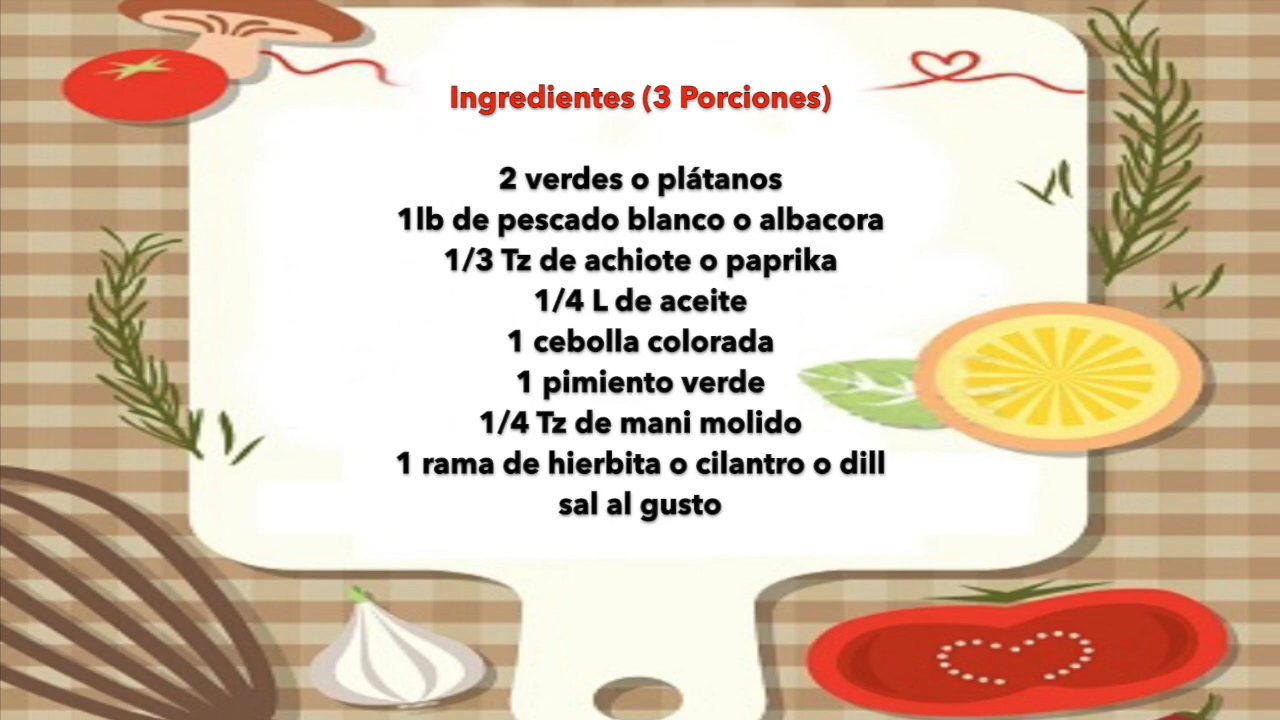 Ingredientes (3 Porciones)
2 verdes o plátanos
1lb de pescado blanco o albacora
1/3 Tz de achiote o paprika
1/4 L de aceite
1 cebolla colorada
1 pimiento verde
1/4 Tz de mani molido
1 rama de hierbita o cilantro o dill
sal al gusto